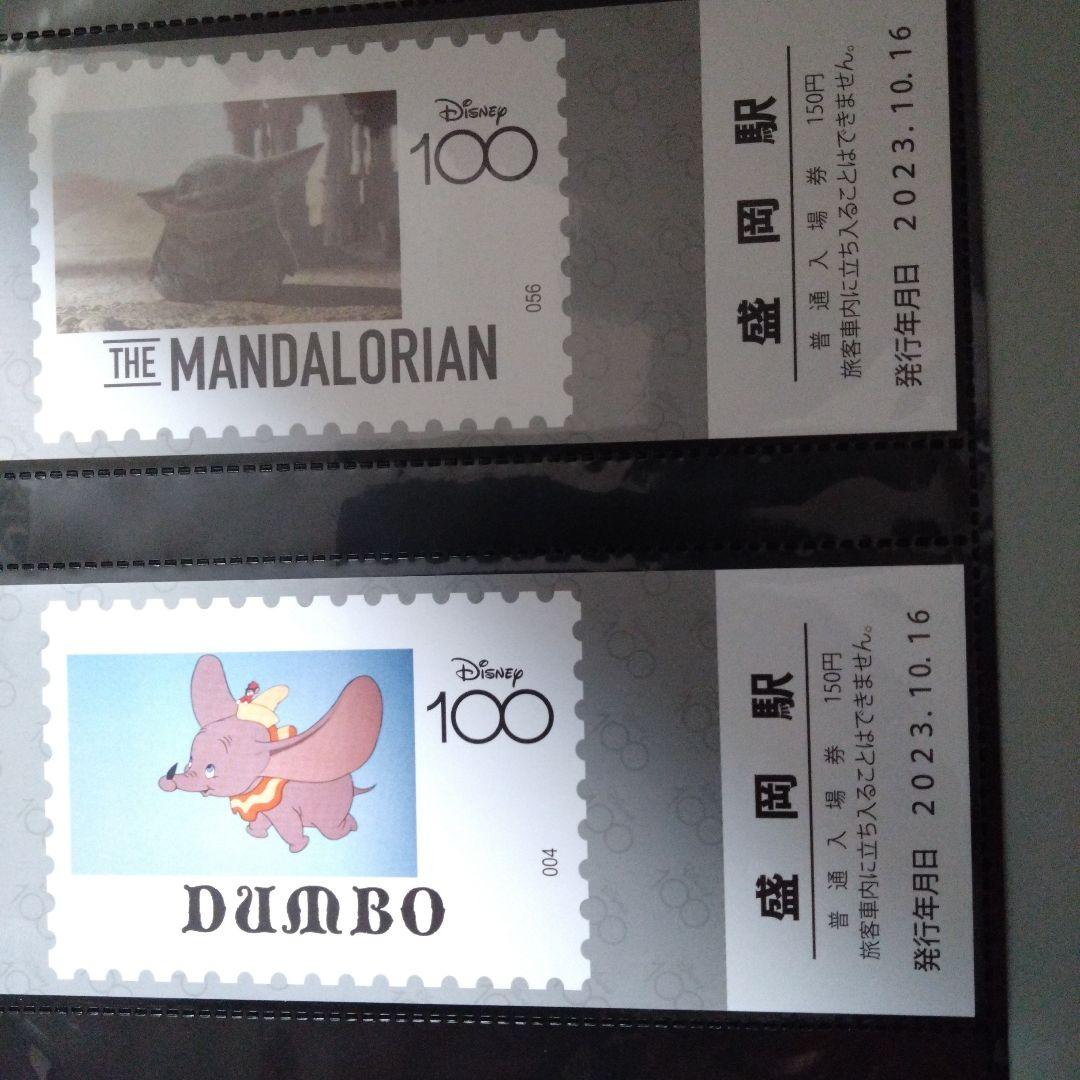 Disney
100
056
THE MANDALORIAN
盛岡駅
普通入場券 150円
旅客車内に立ち入ることはできません。
発行年月日 2023.10.16
Disney
100
004
DUMBO
盛岡駅
普通入場券 150円
旅客車内に立ち入ることはできません。
発行年月日 2023.10.16